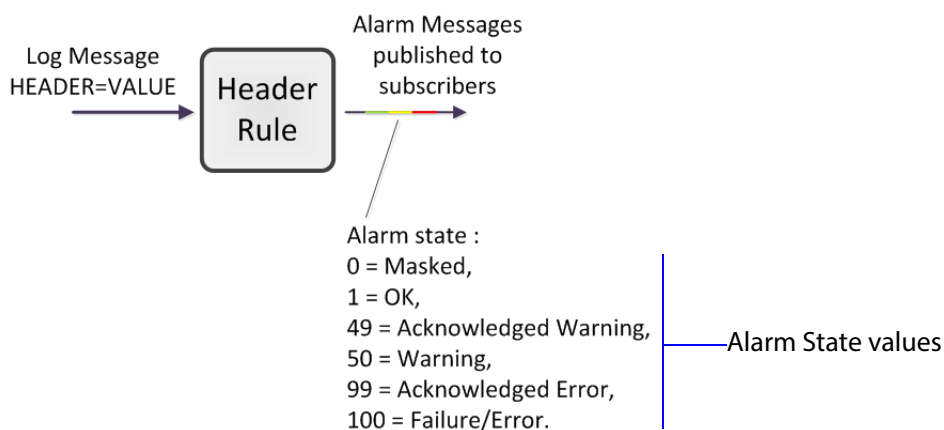 Log Message
HEADER=VALUE
Header
Rule
Alarm Messages
published to
subscribers
Alarm state :
0 = Masked,
1 = OK,
49 = Acknowledged Warning,
50 = Warning,
99 = Acknowledged Error,
100 = Failure/Error.
Alarm State values